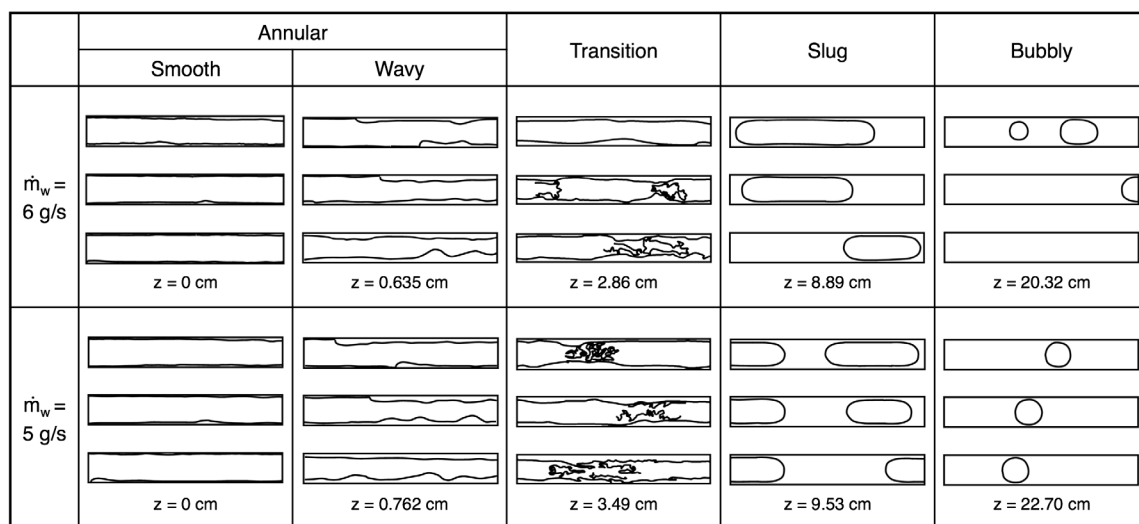 Annular
Transition
Slug
Bubbly
Smooth
Wavy
ṁw =
6 g/s
z = 0 cm
z = 0.635 cm
z = 2.86 cm
z = 8.89 cm
z = 20.32 cm
ṁw =
5 g/s
z = 0 cm
z = 0.762 cm
z = 3.49 cm
z = 9.53 cm
z = 22.70 cm